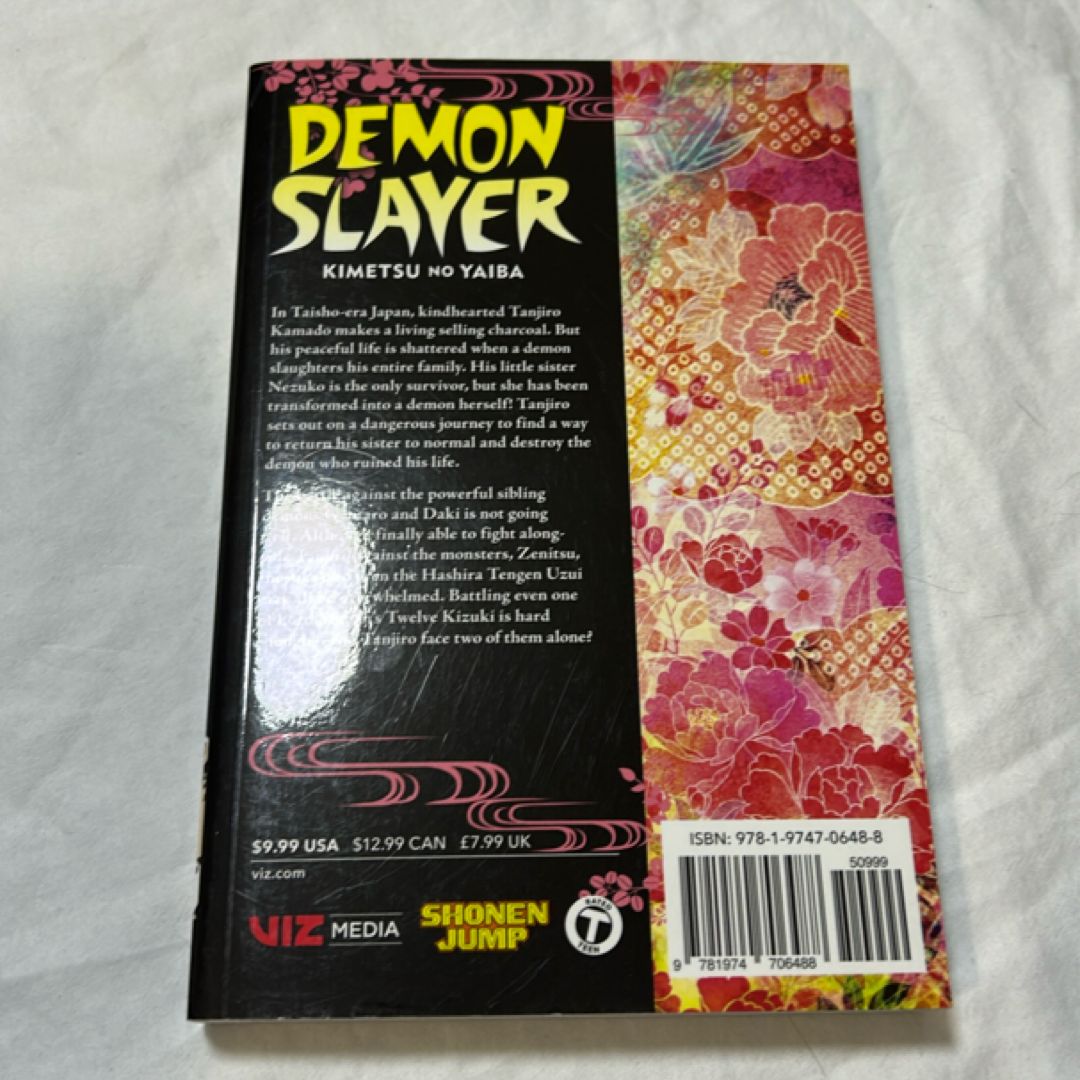 DEMON
SLAYER
KIMETSU NO YAIBA
In Taisho-era Japan, kindhearted Tanjiro
Kamado makes a living selling charcoal. But
his peaceful life is shattered when a demon
slaughters his entire family. His little sister
Nezuko is the only survivor, but she has been
transformed into a demon herself! Tanjiro
sets out on a dangerous journey to find a way
to return his sister to normal and destroy the
demon who ruined his life.
against the powerful sibling
and Daki is not going
finally able to fight along-
against the monsters, Zenitsu,
the Hashira Tengen Uzui
Battling even one
Twelve Kizuki is hard
Tanjiro face two of them alone?
$9.99 USA $12.99 CAN £7.99 UK
viz.com
VIZ MEDIA
SHONEN
JUMP
RATED
T
TEEN
ISBN: 978-1-9747-0648-8
50999
9 781974 706488